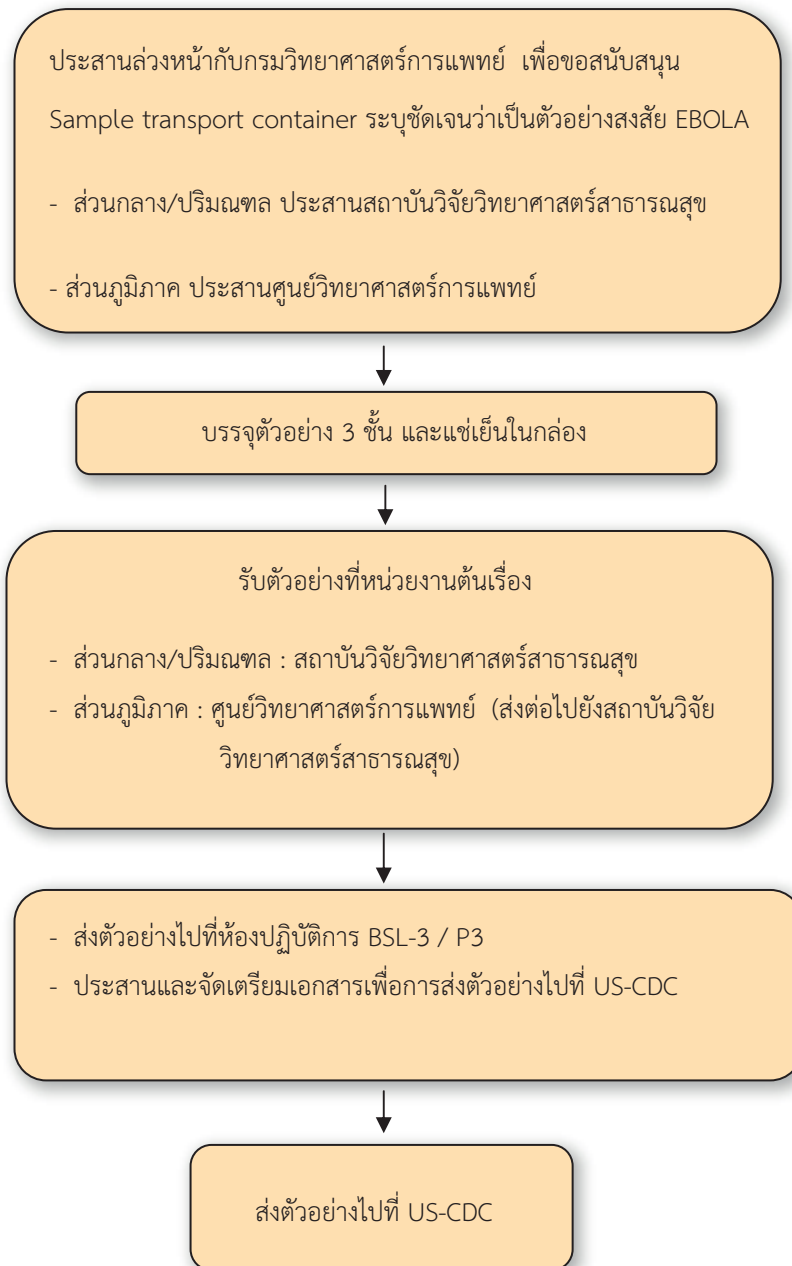 ประสานล่วงหน้ากับกรมวิทยาศาสตร์การแพทย์ เพื่อขอสนับสนุน
Sample transport container ระบุชัดเจนว่าเป็นตัวอย่างสงสัย EBOLA
- ส่วนกลาง/ปริมณฑล ประสานสถาบันวิจัยวิทยาศาสตร์สาธารณสุข
- ส่วนภูมิภาค ประสานศูนย์วิทยาศาสตร์การแพทย์
บรรจุตัวอย่าง 3 ชั้น และแช่เย็นในกล่อง
รับตัวอย่างที่หน่วยงานต้นเรื่อง
- ส่วนกลาง/ปริมณฑล : สถาบันวิจัยวิทยาศาสตร์สาธารณสุข
- ส่วนภูมิภาค : ศูนย์วิทยาศาสตร์การแพทย์ (ส่งต่อไปยังสถาบันวิจัย
วิทยาศาสตร์สาธารณสุข)
- ส่งตัวอย่างไปที่ห้องปฏิบัติการ BSL-3 / P3
- ประสานและจัดเตรียมเอกสารเพื่อการส่งตัวอย่างไปที่ US-CDC
ส่งตัวอย่างไปที่ US-CDC